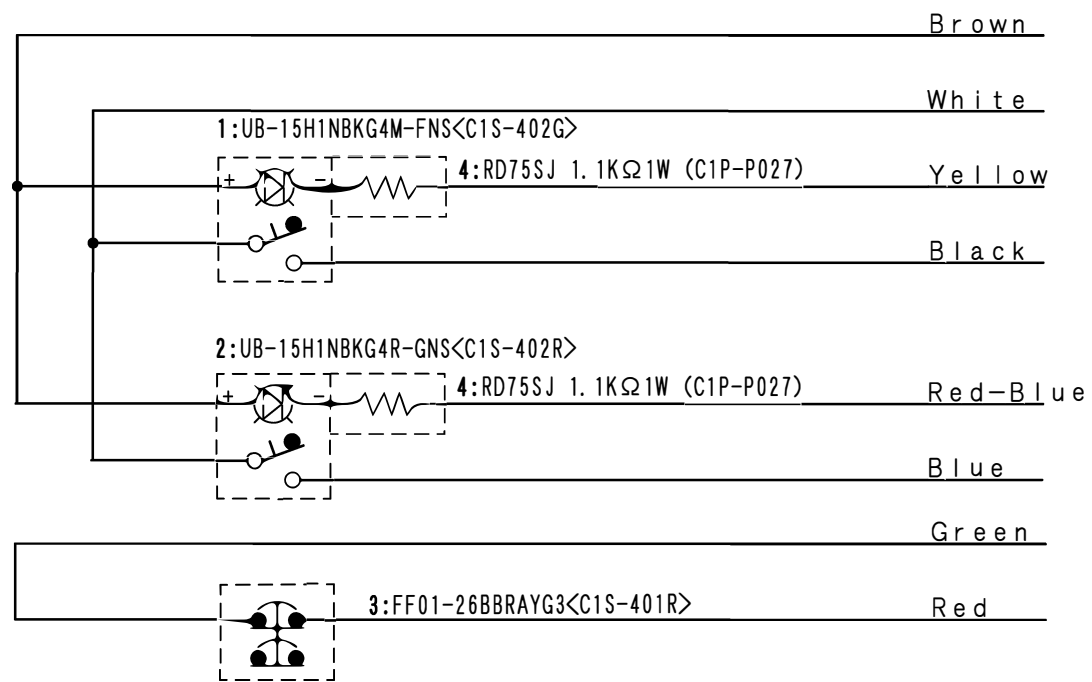 Brown
White
1:UB-15H1NBKG4M-FNS<C1S-402G>
+ -
4:RD75SJ 1.1KΩ1W (C1P-P027)
Yellow
Black
2:UB-15H1NBKG4R-GNS<C1S-402R>
+ -
4:RD75SJ 1.1KΩ1W (C1P-P027)
Red-Blue
Blue
Green
3:FF01-26BBRAYG3<C1S-401R>
Red